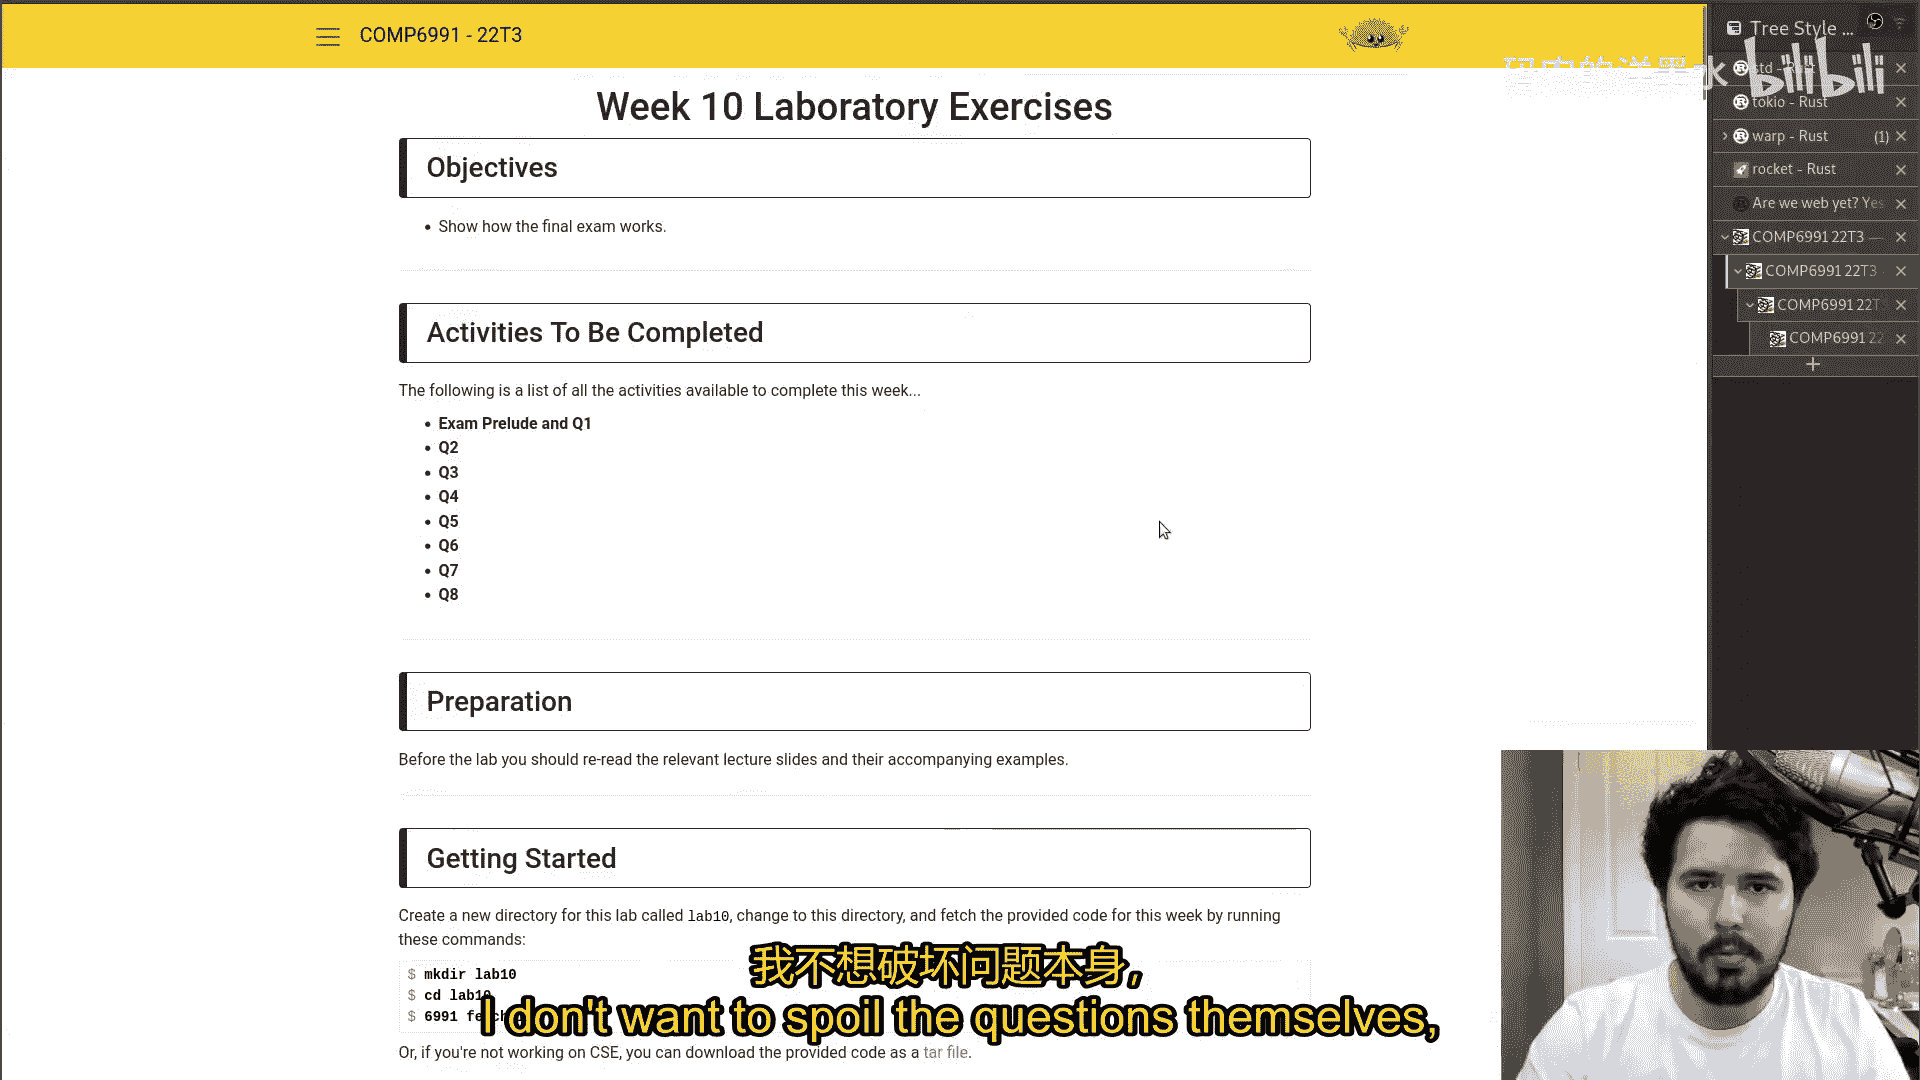 COMP6991 - 22T3
Tree Style ...
bilibili
tokio - Rust
warp - Rust (1)
rocket - Rust
Are we web yet? Yes
COMP6991 22T3 —
COMP6991 22T3
COMP6991 22T
COMP6991 22
Week 10 Laboratory Exercises
Objectives
Show how the final exam works.
Activities To Be Completed
The following is a list of all the activities available to complete this week...
Exam Prelude and Q1
Q2
Q3
Q4
Q5
Q6
Q7
Q8
Preparation
Before the lab you should re-read the relevant lecture slides and their accompanying examples.
Getting Started
Create a new directory for this lab called lab10, change to this directory, and fetch the provided code for this week by running
these commands:
$ mkdir lab10
$ cd lab10
$ 6991
我不想破坏问题本身,
I don't want to spoil the questions themselves,
Or, if you're not working on CSE, you can download the provided code as a tar file.